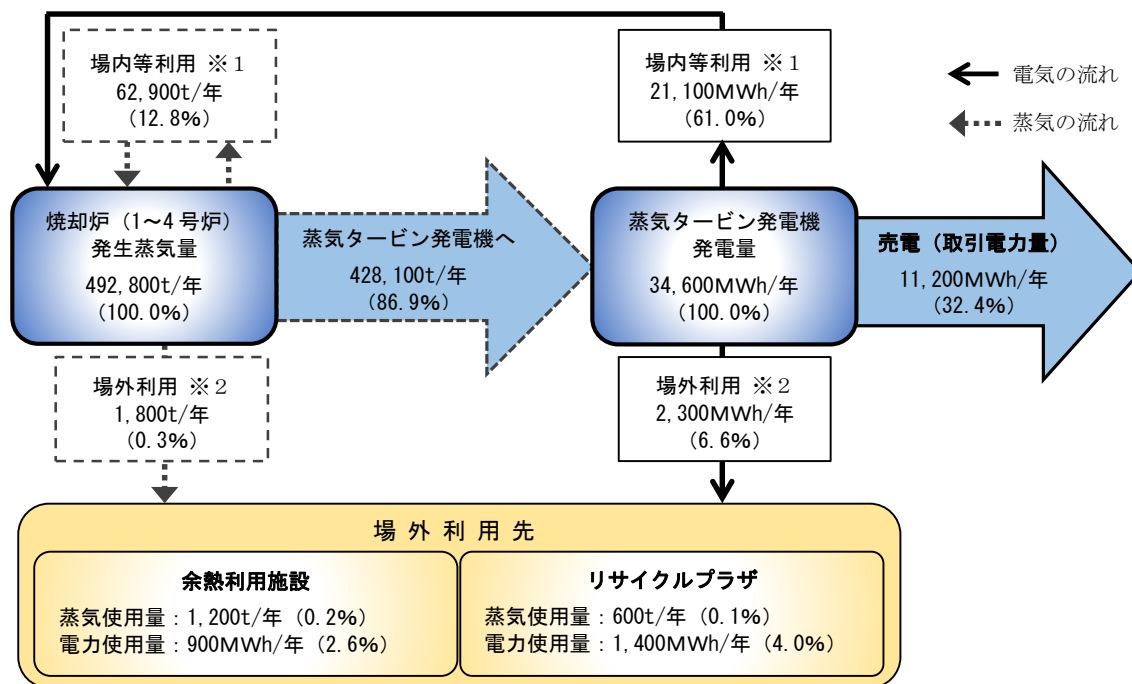 場内等利用 ※1
62,900t/年
(12.8%)
場内等利用 ※1
21,100MWh/年
(61.0%)
電気の流れ
蒸気の流れ
焼却炉（1～4号炉）
発生蒸気量
492,800t/年
(100.0%)
蒸気タービン発電機へ
428,100t/年
(86.9%)
蒸気タービン発電機
発電量
34,600MWh/年
(100.0%)
売電（取引電力量）
11,200MWh/年
(32.4%)
場外利用 ※2
1,800t/年
(0.3%)
場外利用 ※2
2,300MWh/年
(6.6%)
場外利用先
余熱利用施設
蒸気使用量：1,200t/年（0.2%）
電力使用量：900MWh/年（2.6%）
リサイクルプラザ
蒸気使用量：600t/年（0.1%）
電力使用量：1,400MWh/年（4.0%）